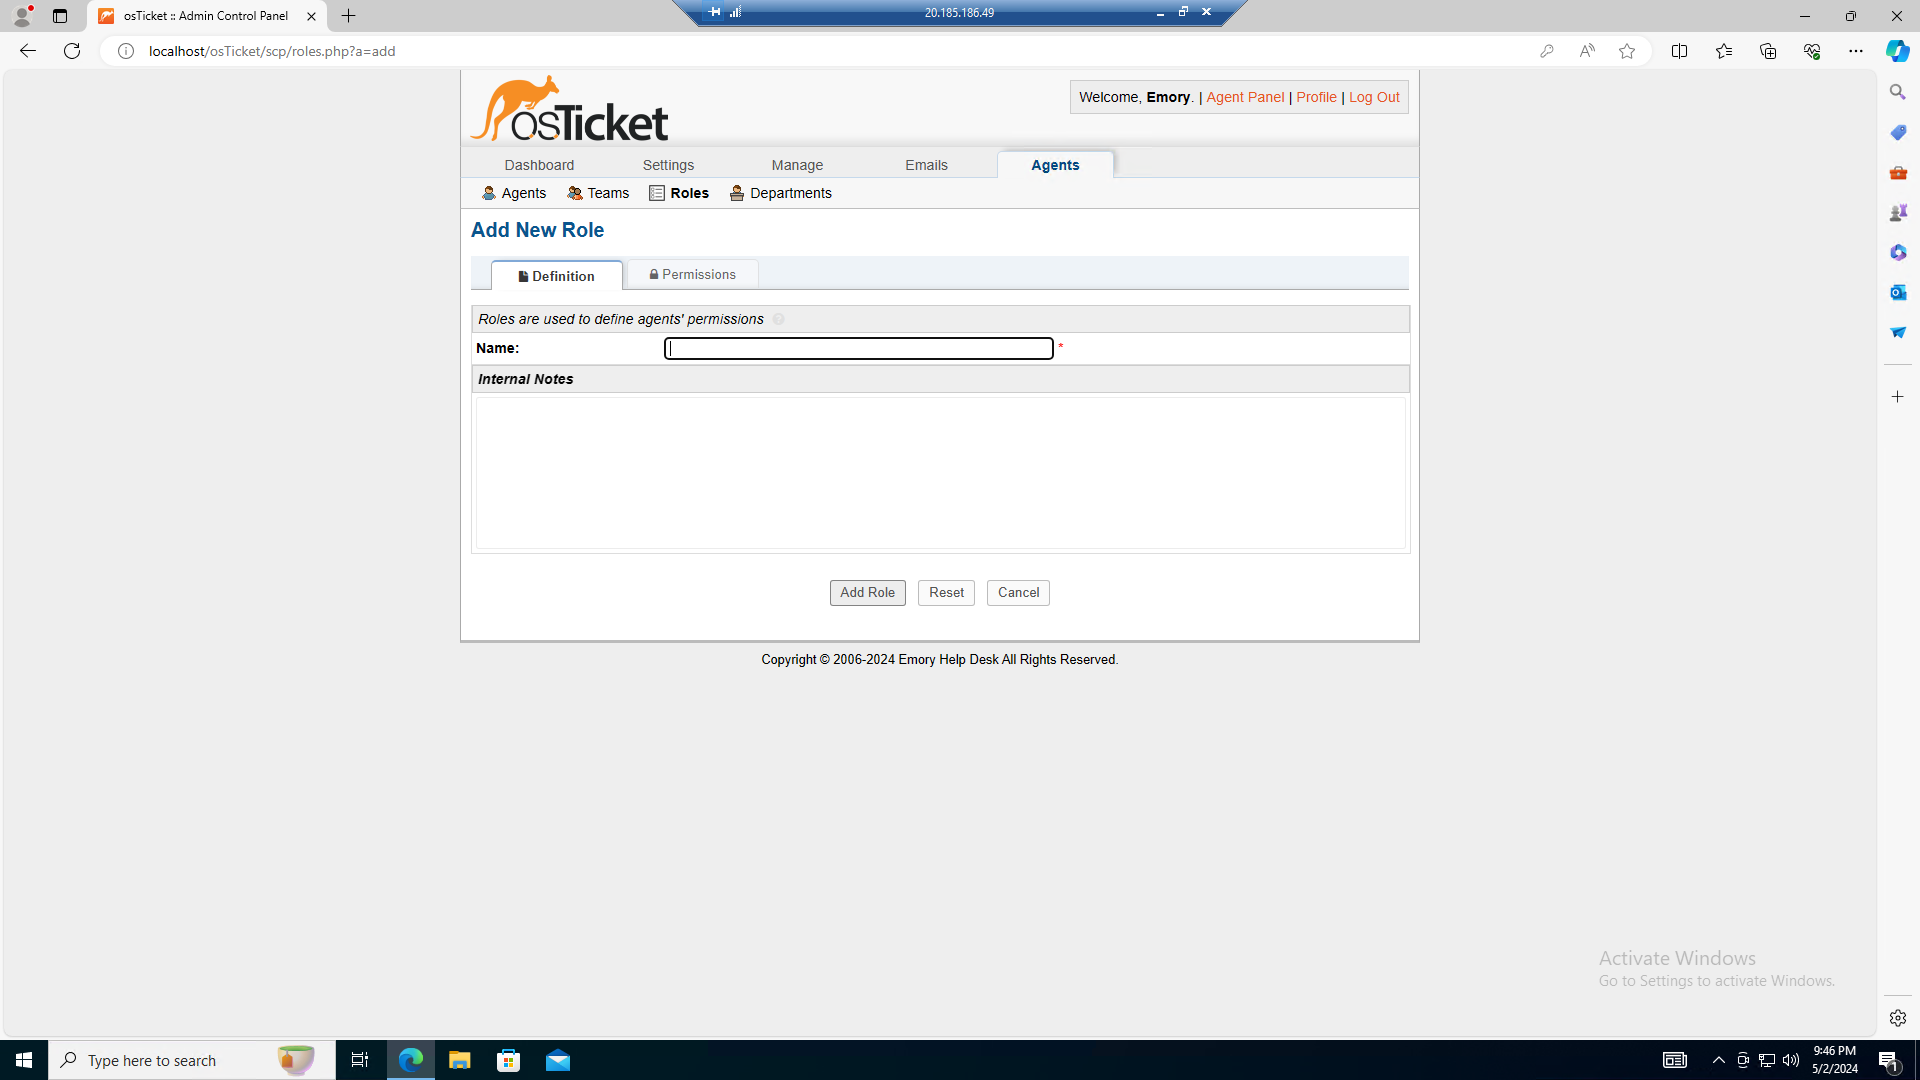 osTicket :: Admin Control Panel
20.185.186.49
localhost/osTicket/scp/roles.php?a=add
osTicket
Welcome, Emory. | Agent Panel | Profile | Log Out
Dashboard Settings Manage Emails Agents
Agents Teams Roles Departments
Add New Role
Definition Permissions
Roles are used to define agents' permissions
Name: *
Internal Notes
Add Role Reset Cancel
Copyright © 2006-2024 Emory Help Desk All Rights Reserved.
Activate Windows
Go to Settings to activate Windows.
Type here to search
9:46 PM
5/2/2024
1